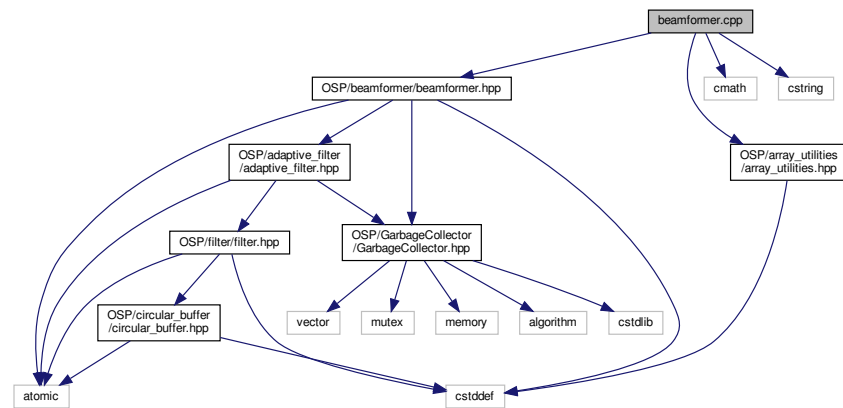 beamformer.cpp
OSP/beamformer/beamformer.hpp
cmath
cstring
OSP/adaptive_filter
/adaptive_filter.hpp
OSP/array_utilities
/array_utilities.hpp
OSP/filter/filter.hpp
OSP/GarbageCollector
/GarbageCollector.hpp
OSP/circular_buffer
/circular_buffer.hpp
vector
mutex
memory
algorithm
cstdlib
atomic
cstddef